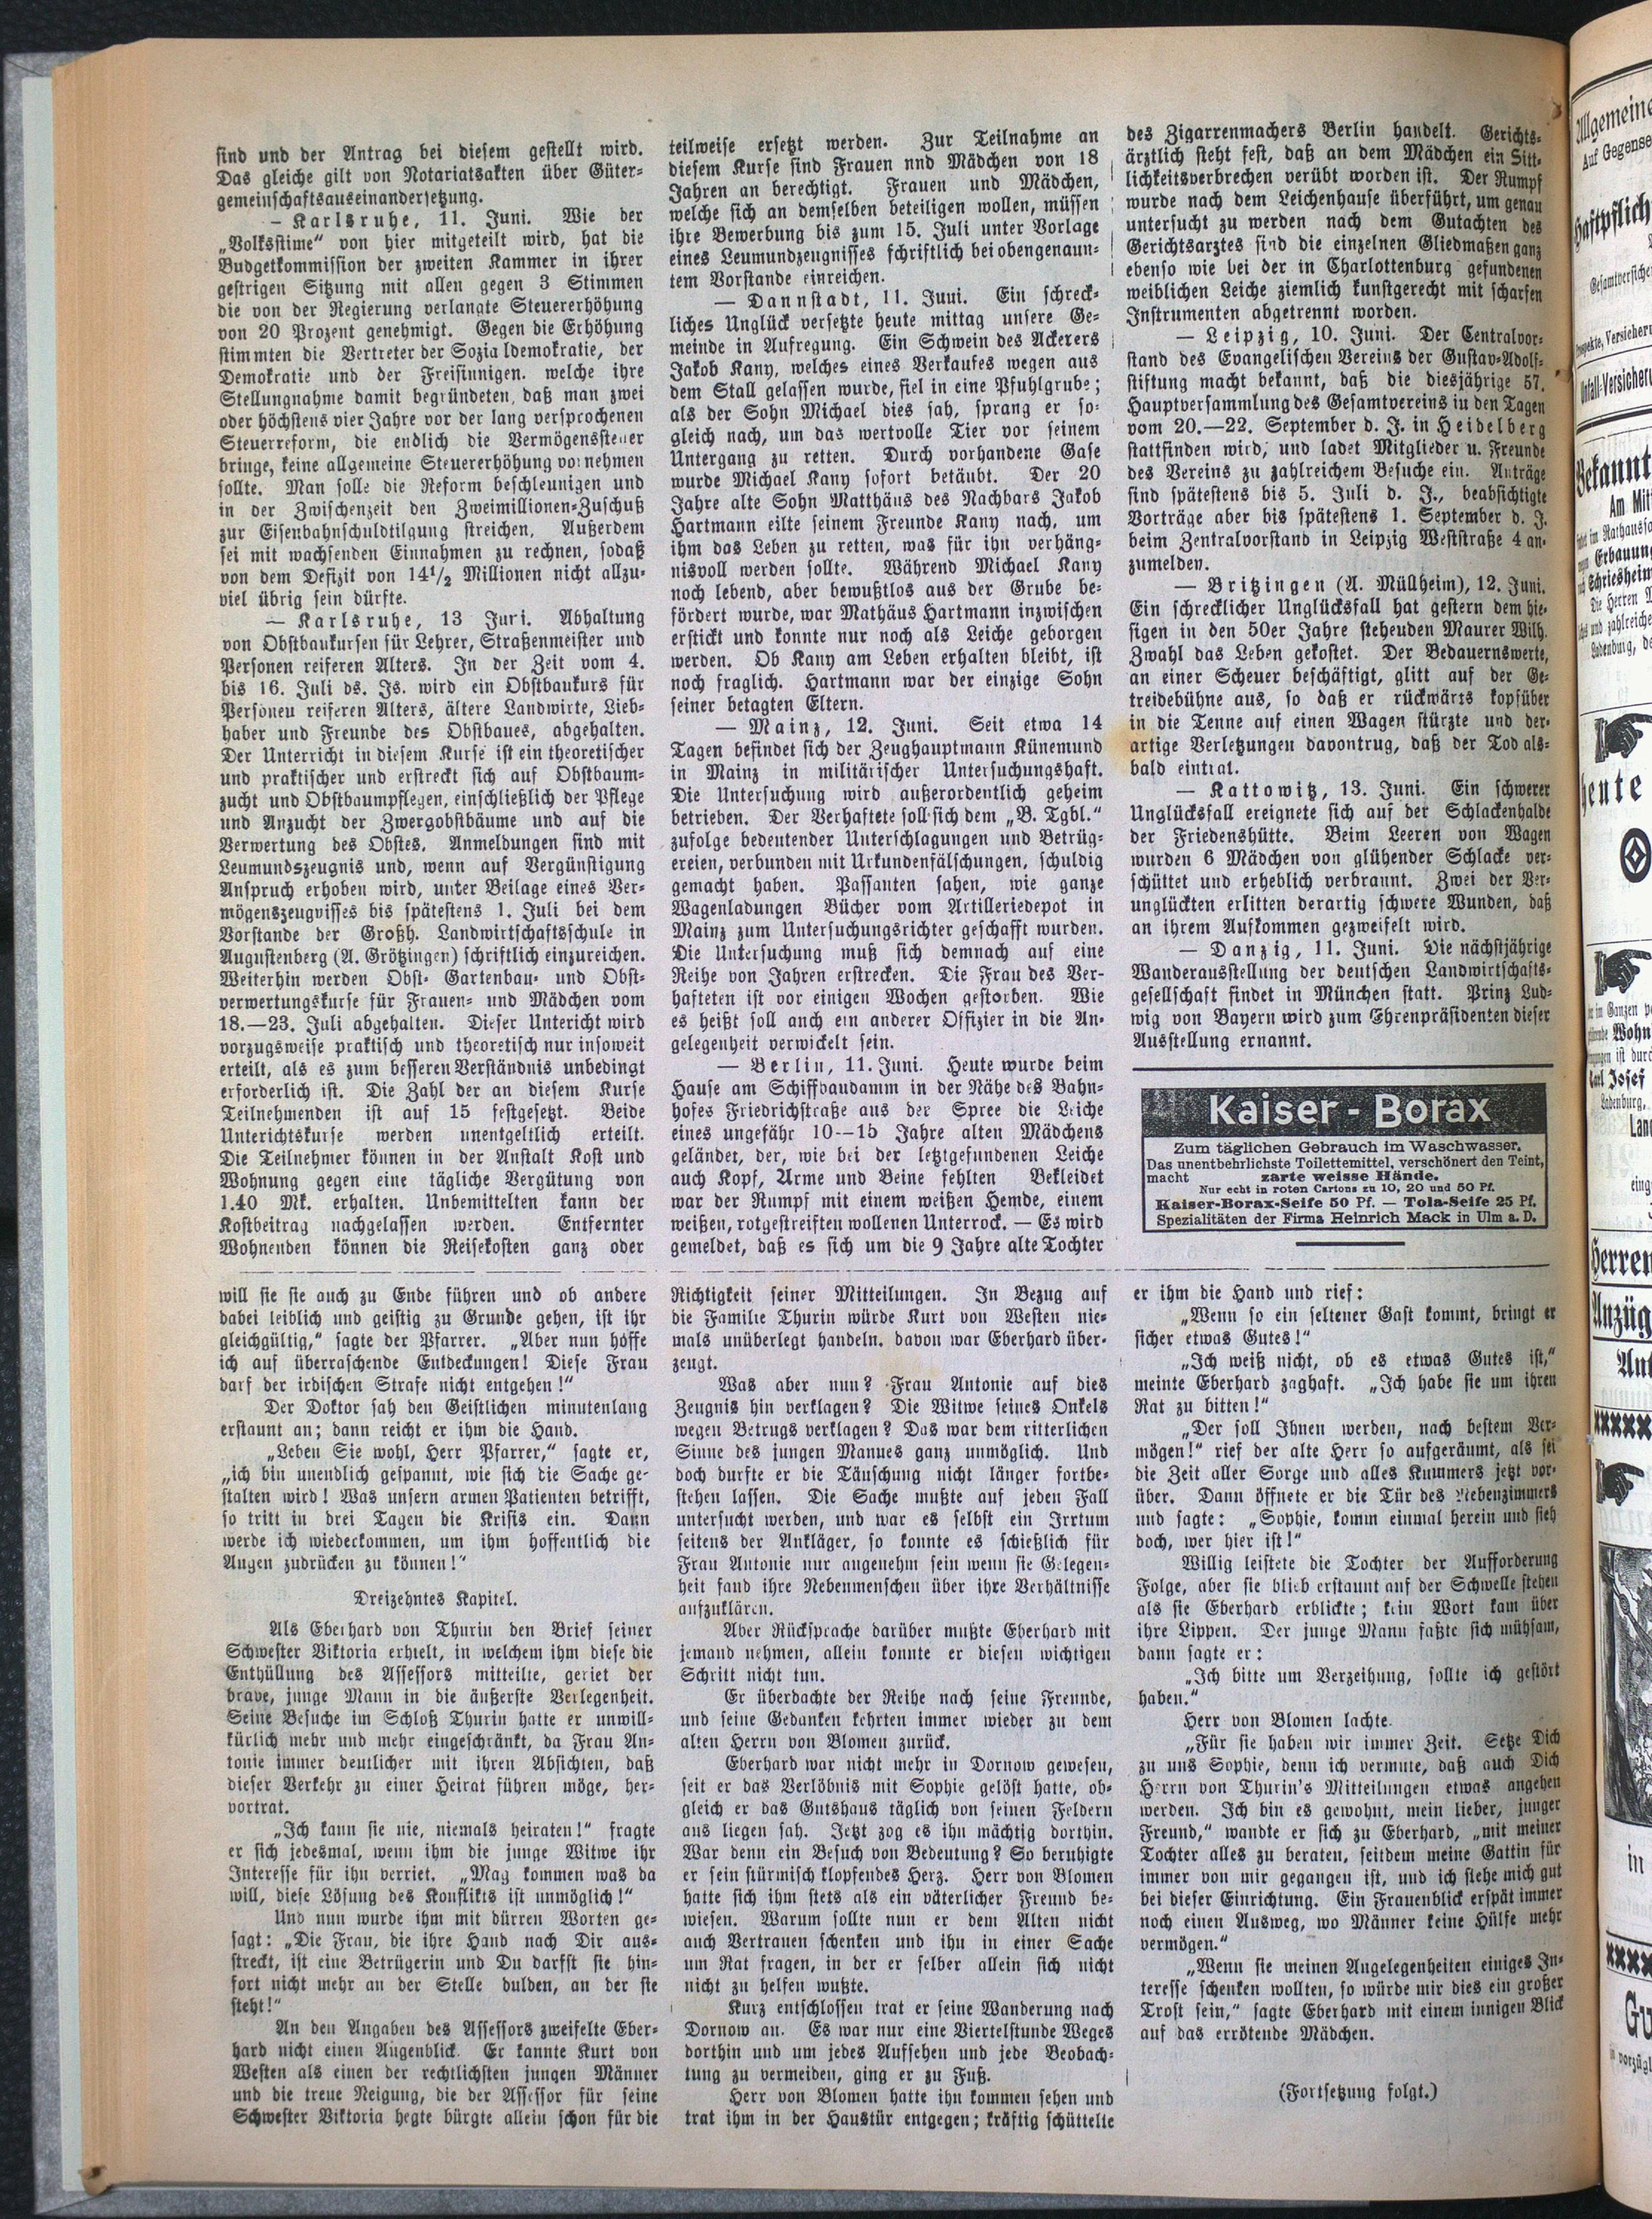 sind und der Antrag bei diesem gestellt wird.
Das gleiche gilt von Notariatsakten über Güter-
gemeinschaftsauseinandersetzung.
— Karlsruhe, 11. Juni. Wie der
„Volksstime“ von hier mitgeteilt wird, hat die
Budgetkommission der zweiten Kammer in ihrer
gestrigen Sitzung mit allen gegen 3 Stimmen
die von der Regierung verlangte Steuererhöhung
von 20 Prozent genehmigt. Gegen die Erhöhung
stimmten die Vertreter der Sozialdemokratie, der
Demokratie und der Freisinnigen. welche ihre
Stellungnahme damit begründeten, daß man zwei
oder höchstens vier Jahre vor der lang versprochenen
Steuerreform, die endlich die Vermögenssteuer
bringe, keine allgemeine Steuererhöhung vornehmen
sollte. Man solle die Reform beschleunigen und
in der Zwischenzeit den Zweimillionen-Zuschuß
zur Eisenbahnschuldtilgung streichen. Außerdem
sei mit wachsenden Einnahmen zu rechnen, sodaß
von dem Defizit von 14½ Millionen nicht allzu-
viel übrig sein dürfte.
— Karlsruhe, 13 Juni. Abhaltung
von Obstbaukursen für Lehrer, Straßenmeister und
Personen reiferen Alters. In der Zeit vom 4.
bis 16. Juli ds. Js. wird ein Obstbaukurs für
Personen reiferen Alters, ältere Landwirte, Lieb-
haber und Freunde des Obstbaues, abgehalten.
Der Unterricht in diesem Kurse ist ein theoretischer
und praktischer und erstreckt sich auf Obstbaum-
zucht und Obstbaumpflegen, einschließlich der Pflege
und Anzucht der Zwergobstbäume und auf die
Verwertung des Obstes. Anmeldungen sind mit
Leumundszeugnis und, wenn auf Vergünstigung
Anspruch erhoben wird, unter Beilage eines Ver-
mögenszeugnisses bis spätestens 1. Juli bei dem
Vorstande der Großh. Landwirtschaftsschule in
Augustenberg (A. Grötzingen) schriftlich einzureichen.
Weiterhin werden Obst- Gartenbau- und Obst-
verwertungskurse für Frauen- und Mädchen vom
18.—23. Juli abgehalten. Dieser Untericht wird
vorzugsweise praktisch und theoretisch nur insoweit
erteilt, als es zum besseren Verständnis unbedingt
erforderlich ist. Die Zahl der an diesem Kurse
Teilnehmenden ist auf 15 festgesetzt. Beide
Unterichtskurse werden unentgeltlich erteilt.
Die Teilnehmer können in der Anstalt Kost und
Wohnung gegen eine tägliche Vergütung von
1.40 Mk. erhalten. Unbemittelten kann der
Kostbeitrag nachgelassen werden. Entfernter
Wohnenden können die Reisekosten ganz oder
teilweise ersetzt werden. Zur Teilnahme an
diesem Kurse sind Frauen nnd Mädchen von 18
Jahren an berechtigt. Frauen und Mädchen,
welche sich an demselben beteiligen wollen, müssen
ihre Bewerbung bis zum 15. Juli unter Vorlage
eines Leumundzeugnisses schriftlich bei obengenann-
tem Vorstande einreichen.
— Dannstadt, 11. Juni. Ein schreck-
liches Unglück versetzte heute mittag unsere Ge-
meinde in Aufregung. Ein Schwein des Ackerers
Jakob Kany, welches eines Verkaufes wegen aus
dem Stall gelassen wurde, fiel in eine Pfuhlgrube;
als der Sohn Michael dies sah, sprang er so-
gleich nach, um das wertvolle Tier vor seinem
Untergang zu retten. Durch vorhandene Gase
wurde Michael Kany sofort betäubt. Der 20
Jahre alte Sohn Matthäus des Nachbars Jakob
Hartmann eilte seinem Freunde Kany nach, um
ihm das Leben zu retten, was für ihn verhäng-
nisvoll werden sollte. Während Michael Kany
noch lebend, aber bewußtlos aus der Grube be-
fördert wurde, war Mathäus Hartmann inzwischen
erstickt und konnte nur noch als Leiche geborgen
werden. Ob Kany am Leben erhalten bleibt, ist
noch fraglich. Hartmann war der einzige Sohn
seiner betagten Eltern.
— Mainz, 12. Juni. Seit etwa 14
Tagen befindet sich der Zeughauptmann Künemund
in Mainz in militärischer Untersuchungshaft.
Die Untersuchung wird außerordentlich geheim
betrieben. Der Verhaftete soll sich dem „B. Tgbl.“
zufolge bedeutender Unterschlagungen und Betrüg-
ereien, verbunden mit Urkundenfälschungen, schuldig
gemacht haben. Passanten sahen, wie ganze
Wagenladungen Bücher vom Artilleriedepot in
Mainz zum Untersuchungsrichter geschafft wurden.
Die Untersuchung muß sich demnach auf eine
Reihe von Jahren erstrecken. Die Frau des Ver-
hafteten ist vor einigen Wochen gestorben. Wie
es heißt soll auch ein anderer Offizier in die An-
gelegenheit verwickelt sein.
— Berlin, 11. Juni. Heute wurde beim
Hause am Schiffbaudamm in der Nähe des Bahn-
hofes Friedrichstraße aus der Spree die Leiche
eines ungefähr 10—15 Jahre alten Mädchens
geländet, der, wie bei der letztgefundenen Leiche
auch Kopf, Arme und Beine fehlten Bekleidet
war der Rumpf mit einem weißen Hemde, einem
weißen, rotgestreiften wollenen Unterrock. — Es wird
gemeldet, daß es sich um die 9 Jahre alte Tochter
des Zigarrenmachers Berlin handelt. Gerichts-
ärztlich steht fest, daß an dem Mädchen ein Sitt-
lichkeitsverbrechen verübt worden ist. Der Rumpf
wurde nach dem Leichenhause überführt, um genau
untersucht zu werden nach dem Gutachten des
Gerichtsarztes sind die einzelnen Gliedmaßen ganz
ebenso wie bei der in Charlottenburg gefundenen
weiblichen Leiche ziemlich kunstgerecht mit scharfen
Instrumenten abgetrennt worden.
— Leipzig, 10. Juni. Der Centralvor-
stand des Evangelischen Vereins der Gustav-Adolf-
stiftung macht bekannt, daß die diesjährige 57.
Hauptversammlung des Gesamtvereins in den Tagen
vom 20.—22. September d. J. in Heidelberg
stattfinden wird, und ladet Mitglieder u. Freunde
des Vereins zu zahlreichem Besuche ein. Anträge
sind spätestens bis 5. Juli d. J., beabsichtigte
Vorträge aber bis spätestens 1. September d. J.
beim Zentralvorstand in Leipzig Weststraße 4 an-
zumelden.
— Britzingen (A. Müllheim), 12. Juni.
Ein schrecklicher Unglücksfall hat gestern dem hie-
sigen in den 50er Jahre stehenden Maurer Wilh.
Zwahl das Leben gekostet. Der Bedauernswerte,
an einer Scheuer beschäftigt, glitt auf der Ge-
treidebühne aus, so daß er rückwärts kopfüber
in die Tenne auf einen Wagen stürzte und der-
artige Verletzungen davontrug, daß der Tod als-
bald eintrat.
— Kattowitz, 13. Juni. Ein schwerer
Unglücksfall ereignete sich auf der Schlackenhalde
der Friedenshütte. Beim Leeren von Wagen
wurden 6 Mädchen von glühender Schlacke ver-
schüttet und erheblich verbrannt. Zwei der Ver-
unglückten erlitten derartig schwere Wunden, daß
an ihrem Aufkommen gezweifelt wird.
— Danzig, 11. Juni. Die nächstjährige
Wanderausstellung der deutschen Landwirtschafts-
gesellschaft findet in München statt. Prinz Lud-
wig von Bayern wird zum Ehrenpräsidenten dieser
Ausstellung ernannt.
Kaiser-Borax
Zum täglichen Gebrauch im Waschwasser.
Das unentbehrlichste Toilettemittel, verschönert den Teint,
macht zarte weisse Hände.
Nur echt in roten Cartons zu 10, 20 und 50 Pf.
Kaiser-Borax-Seife 50 Pf. — Tola-Seife 25 Pf.
Spezialitäten der Firma Heinrich Mack in Ulm a. D.
will sie sie auch zu Ende führen und ob andere
dabei leiblich und geistig zu Grunde gehen, ist ihr
gleichgültig,“ sagte der Pfarrer. „Aber nun hoffe
ich auf überraschende Entdeckungen! Diese Frau
darf der irdischen Strafe nicht entgehen!“
Der Doktor sah den Geistlichen minutenlang
erstaunt an; dann reicht er ihm die Hand.
„Leben Sie wohl, Herr Pfarrer,“ sagte er,
„ich bin unendlich gespannt, wie sich die Sache ge-
stalten wird! Was unsern armen Patienten betrifft,
so tritt in drei Tagen die Krisis ein. Dann
werde ich wiederkommen, um ihm hoffentlich die
Augen zudrücken zu können!“
Dreizehntes Kapitel.
Als Eberhard von Thurin den Brief seiner
Schwester Viktoria erhielt, in welchem ihm diese die
Enthüllung des Assessors mitteilte, geriet der
brave, junge Mann in die äußerste Verlegenheit.
Seine Besuche im Schloß Thurin hatte er unwill-
kürlich mehr und mehr eingeschränkt, da Frau An-
tonie immer deutlicher mit ihren Absichten, daß
dieser Verkehr zu einer Heirat führen möge, her-
vortrat.
„Ich kann sie nie, niemals heiraten!“ fragte
er sich jedesmal, wenn ihm die junge Witwe ihr
Interesse für ihn verriet. „Mag kommen was da
will, diese Lösung des Konflikts ist unmöglich!“
Und nun wurde ihm mit dürren Worten ge-
sagt: „Die Frau, die ihre Hand nach Dir aus-
streckt, ist eine Betrügerin und Du darfst sie hin-
fort nicht mehr an der Stelle dulden, an der sie
steht!“
An den Angaben des Assessors zweifelte Eber-
hard nicht einen Augenblick. Er kannte Kurt von
Westen als einen der rechtlichsten jungen Männer
und die treue Neigung, die der Assessor für seine
Schwester Viktoria hegte bürgte allein schon für die
Richtigkeit seiner Mitteilungen. In Bezug auf
die Familie Thurin würde Kurt von Westen nie-
mals unüberlegt handeln. davon war Eberhard über-
zeugt.
Was aber nun? Frau Antonie auf dies
Zeugnis hin verklagen? Die Witwe seines Onkels
wegen Betrugs verklagen? Das war dem ritterlichen
Sinne des jungen Mannes ganz unmöglich. Und
doch durfte er die Täuschung nicht länger fortbe-
stehen lassen. Die Sache mußte auf jeden Fall
untersucht werden, und war es selbst ein Irrtum
seitens der Ankläger, so konnte es schießlich für
Frau Antonie nur angenehm sein wenn sie Gelegen-
heit fand ihre Nebenmenschen über ihre Verhältnisse
aufzuklären.
Aber Rücksprache darüber mußte Eberhard mit
jemand nehmen, allein konnte er diesen wichtigen
Schritt nicht tun.
Er überdachte der Reihe nach seine Freunde,
und seine Gedanken kehrten immer wieder zu dem
alten Herrn von Blomen zurück.
Eberhard war nicht mehr in Dornow gewesen,
seit er das Verlöbnis mit Sophie gelöst hatte, ob-
gleich er das Gutshaus täglich von seinen Feldern
aus liegen sah. Jetzt zog es ihn mächtig dorthin.
War denn ein Besuch von Bedeutung? So beruhigte
er sein stürmisch klopfendes Herz. Herr von Blomen
hatte sich ihm stets als ein väterlicher Freund be-
wiesen. Warum sollte nun er dem Alten nicht
auch Vertrauen schenken und ihn in einer Sache
um Rat fragen, in der er selber allein sich nicht
nicht zu helfen wußte.
Kurz entschlossen trat er seine Wanderung nach
Dornow an. Es war nur eine Viertelstunde Weges
dorthin und um jedes Aufsehen und jede Beobach-
tung zu vermeiden, ging er zu Fuß.
Herr von Blomen hatte ihn kommen sehen und
trat ihm in der Haustür entgegen; kräftig schüttelte
er ihm die Hand und rief:
„Wenn so ein seltener Gast kommt, bringt er
sicher etwas Gutes!“
„Ich weiß nicht, ob es etwas Gutes ist,“
meinte Eberhard zaghaft. „Ich habe sie um ihren
Rat zu bitten!“
„Der soll Ihnen werden, nach bestem Ver-
mögen!“ rief der alte Herr so aufgeräumt, als sei
die Zeit aller Sorge und alles Kummers jetzt vor-
über. Dann öffnete er die Tür des Nebenzimmers
und sagte: „Sophie, komm einmal herein und sieh
doch, wer hier ist!“
Willig leistete die Tochter der Aufforderung
Folge, aber sie blieb erstaunt auf der Schwelle stehen
als sie Eberhard erblickte; kein Wort kam über
ihre Lippen. Der junge Mann faßte sich mühsam,
dann sagte er:
„Ich bitte um Verzeihung, sollte ich gestört
haben.“
Herr von Blomen lachte.
„Für sie haben wir immer Zeit. Setze Dich
zu uns Sophie, denn ich vermute, daß auch Dich
Herrn von Thurin's Mitteilungen etwas angehen
werden. Ich bin es gewohnt, mein lieber, junger
Freund,“ wandte er sich zu Eberhard, „mit meiner
Tochter alles zu beraten, seitdem meine Gattin für
immer von mir gegangen ist, und ich stehe mich gut
bei dieser Einrichtung. Ein Frauenblick erspät immer
noch einen Ausweg, wo Männer keine Hülfe mehr
vermögen.“
„Wenn sie meinen Angelegenheiten einiges In-
teresse schenken wollten, so würde mir dies ein großer
Trost sein,“ sagte Eberhard mit einem innigen Blick
auf das errötende Mädchen.
(Fortsetzung folgt.)
Allgemeine
Auf Gegense
Haftpflich
Bekannt
Am Mit
Erbauung
Schriesheim
Die Herren
und zahlreiche
heute
Wohn
Carl Josef
Ladenburg,
Herren
Anzüg
in